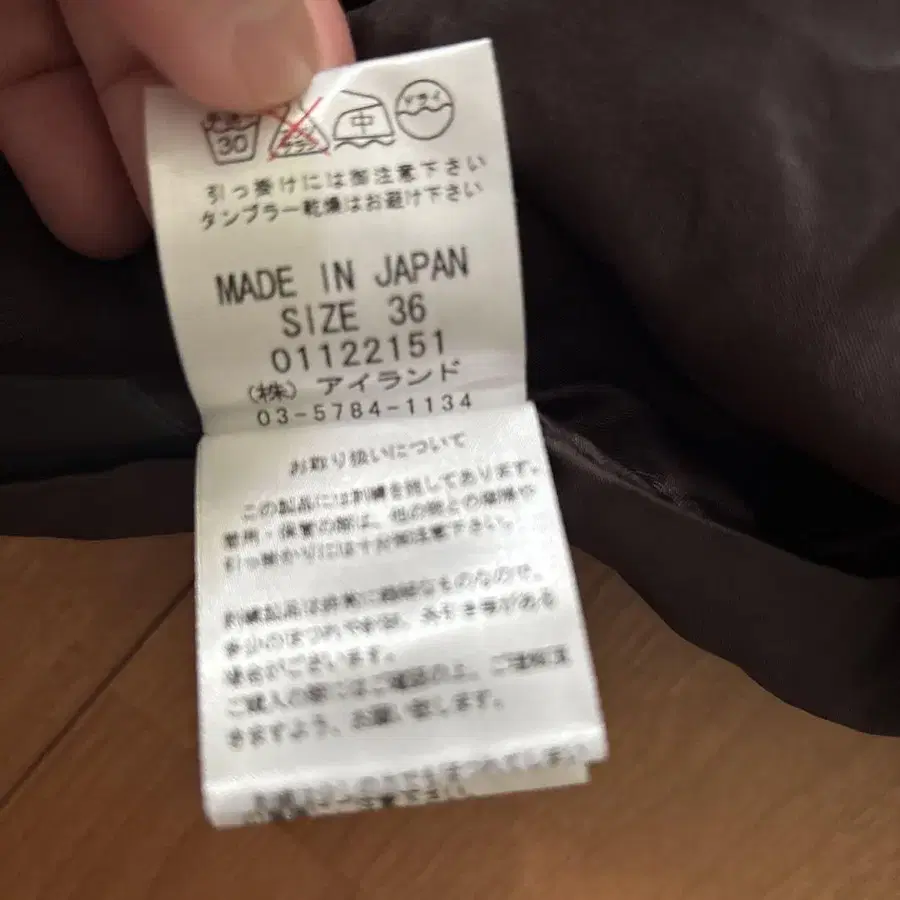 30
中
ドライ
引っ掛けには御注意下さい
タンブラー乾燥はお避け下さい
MADE IN JAPAN
SIZE 36
01122151
(株) アイランド
03-5784-1134
お取り扱いについて
この製品には刺繍を施してあります。
着用・保管の際は、他の物との摩擦や
引っ掛かりには十分御注意下さい。
刺繍製品は非常に繊細なものなので、
多少のほつれや 糸引き等がある
場合がございます。
ご購入の際にはご確認の上、ご注意頂
きますよう、お願い致します。